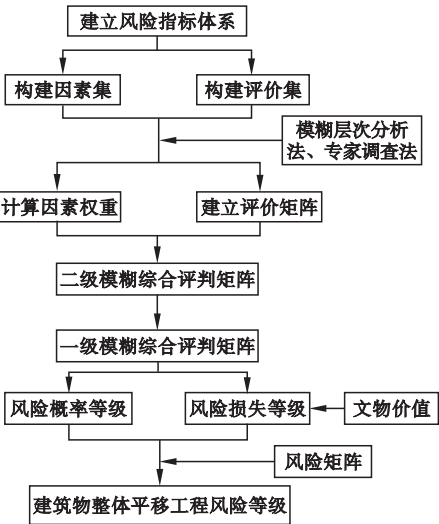 建立风险指标体系
构建因素集
构建评价集
模糊层次分析
法、专家调查法
计算因素权重
建立评价矩阵
二级模糊综合评判矩阵
一级模糊综合评判矩阵
风险概率等级
风险损失等级
文物价值
风险矩阵
建筑物整体平移工程风险等级